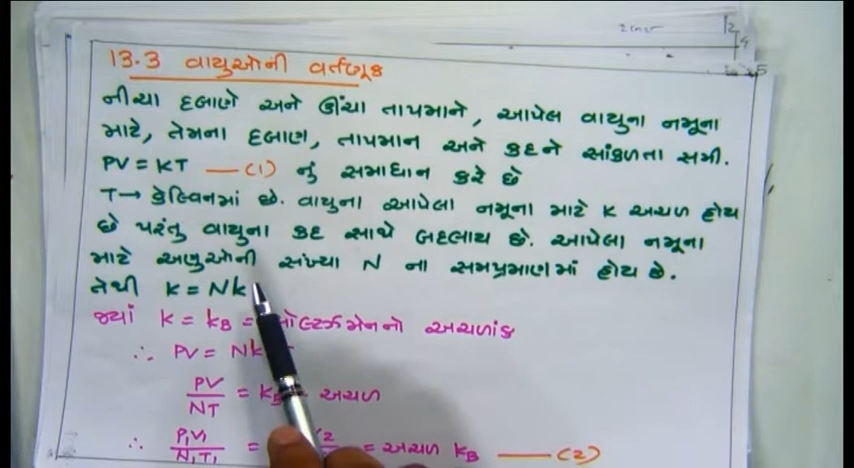 13.3 વાયુઓની વર્તણૂક
નીચા દબાણે અને ઊંચા તાપમાને, આપેલ વાયુના નમૂના
માટે, તેમના દબાણ, તાપમાન અને કદને સાંકળતા સમી.
PV = KT — (1) નું સમાધાન કરે છે
T → કેલ્વિનમાં છે. વાયુના આપેલા નમૂના માટે K અચળ હોય
છે પરંતુ વાયુના કદ સાથે બદલાય છે. આપેલા નમૂના
માટે અણુઓની સંખ્યા N ના સમપ્રમાણમાં હોય છે.
તેથી K = Nk
જ્યાં K = kB = અચળાંક
∴ PV = Nk
PV/NT = kB = અચળ
∴ P1V1/N1T1 = = અચળ kB — (2)